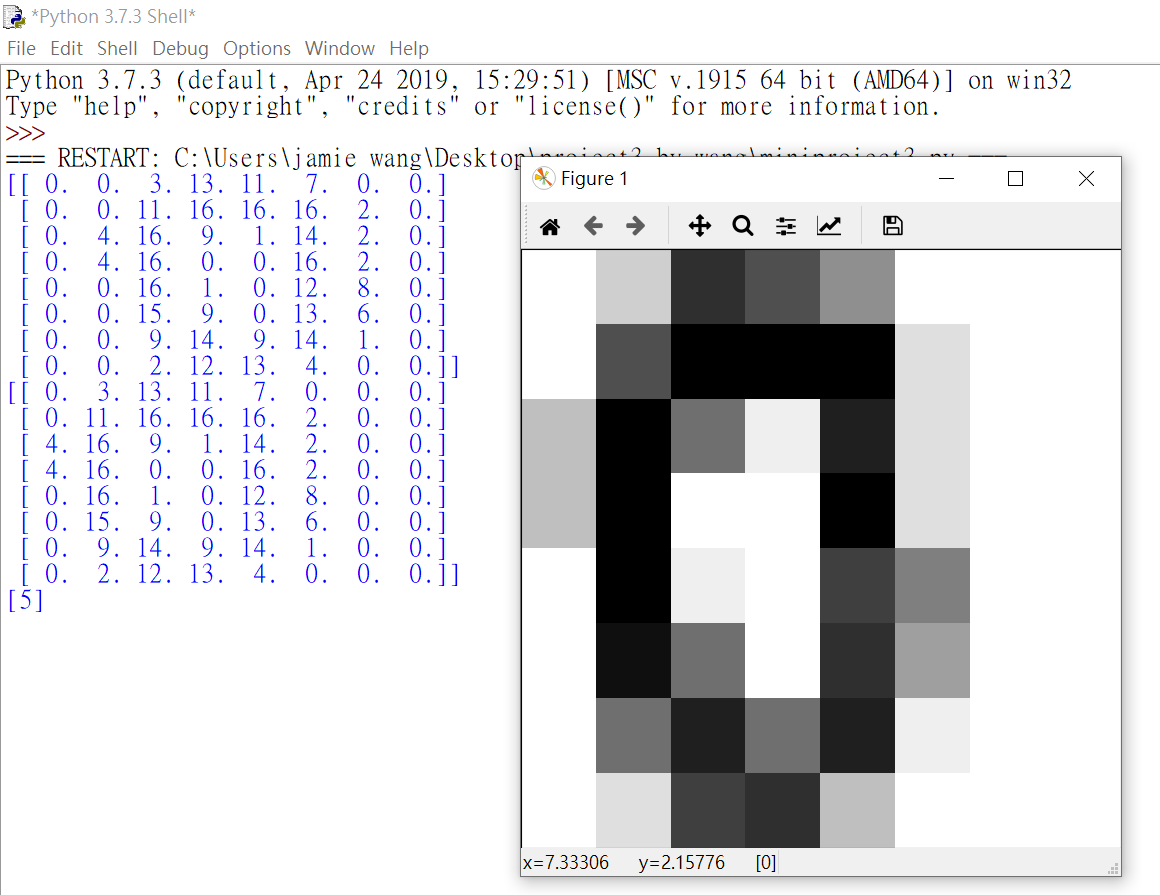 *Python 3.7.3 Shell*
File Edit Shell Debug Options Window Help
Python 3.7.3 (default, Apr 24 2019, 15:29:51) [MSC v.1915 64 bit (AMD64)] on win32
Type "help", "copyright", "credits" or "license()" for more information.
>>>
=== RESTART: C:\Users\jamie wang\Desktop\project3 by wang\miniproject3.py ===
[[ 0. 0. 3. 13. 11. 7. 0. 0.]
[ 0. 0. 11. 16. 16. 16. 2. 0.]
[ 0. 4. 16. 9. 1. 14. 2. 0.]
[ 0. 4. 16. 0. 0. 16. 2. 0.]
[ 0. 0. 16. 1. 0. 12. 8. 0.]
[ 0. 0. 15. 9. 0. 13. 6. 0.]
[ 0. 0. 9. 14. 9. 14. 1. 0.]
[ 0. 0. 2. 12. 13. 4. 0. 0.]]
[[ 0. 3. 13. 11. 7. 0. 0. 0.]
[ 0. 11. 16. 16. 16. 2. 0. 0.]
[ 4. 16. 9. 1. 14. 2. 0. 0.]
[ 4. 16. 0. 0. 16. 2. 0. 0.]
[ 0. 16. 1. 0. 12. 8. 0. 0.]
[ 0. 15. 9. 0. 13. 6. 0. 0.]
[ 0. 9. 14. 9. 14. 1. 0. 0.]
[ 0. 2. 12. 13. 4. 0. 0. 0.]]
[5]
Figure 1
x=7.33306 y=2.15776 [0]